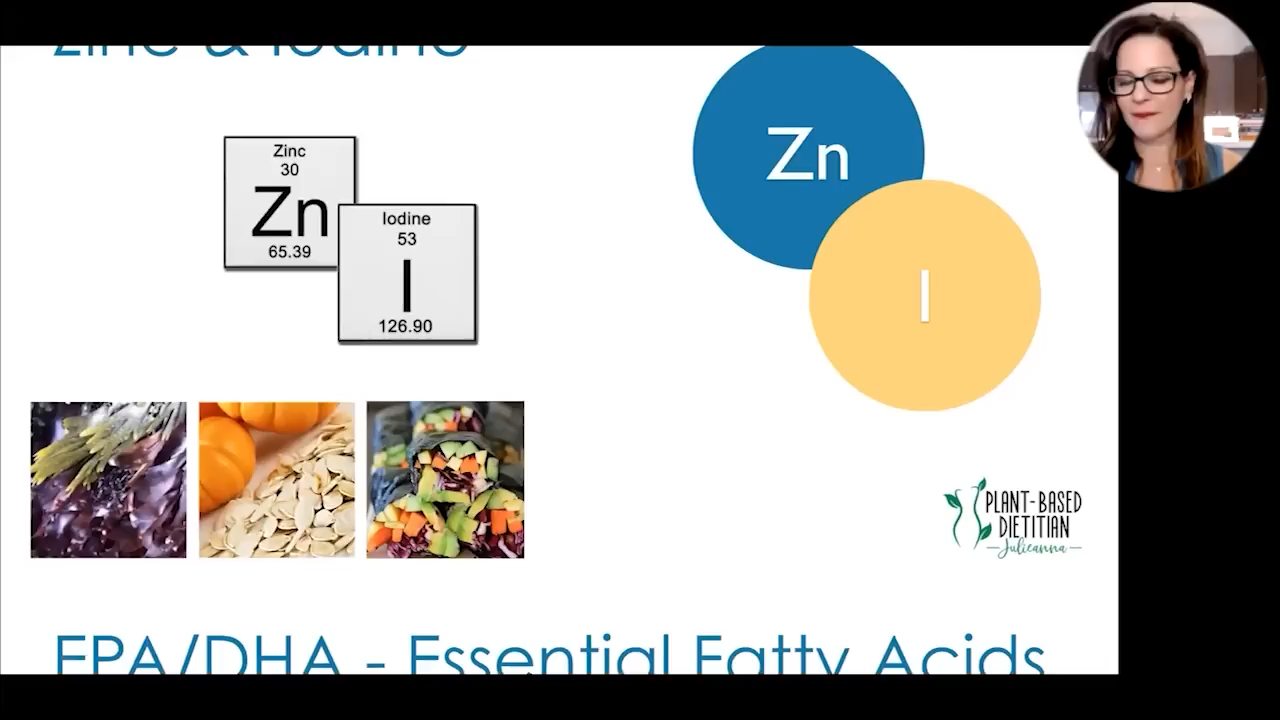 Zinc & Iodine
Zinc
30
Zn
65.39
Iodine
53
I
126.90
Zn
I
PLANT-BASED
DIETITIAN
Julieanna
EPA/DHA - Essential Fatty Acids